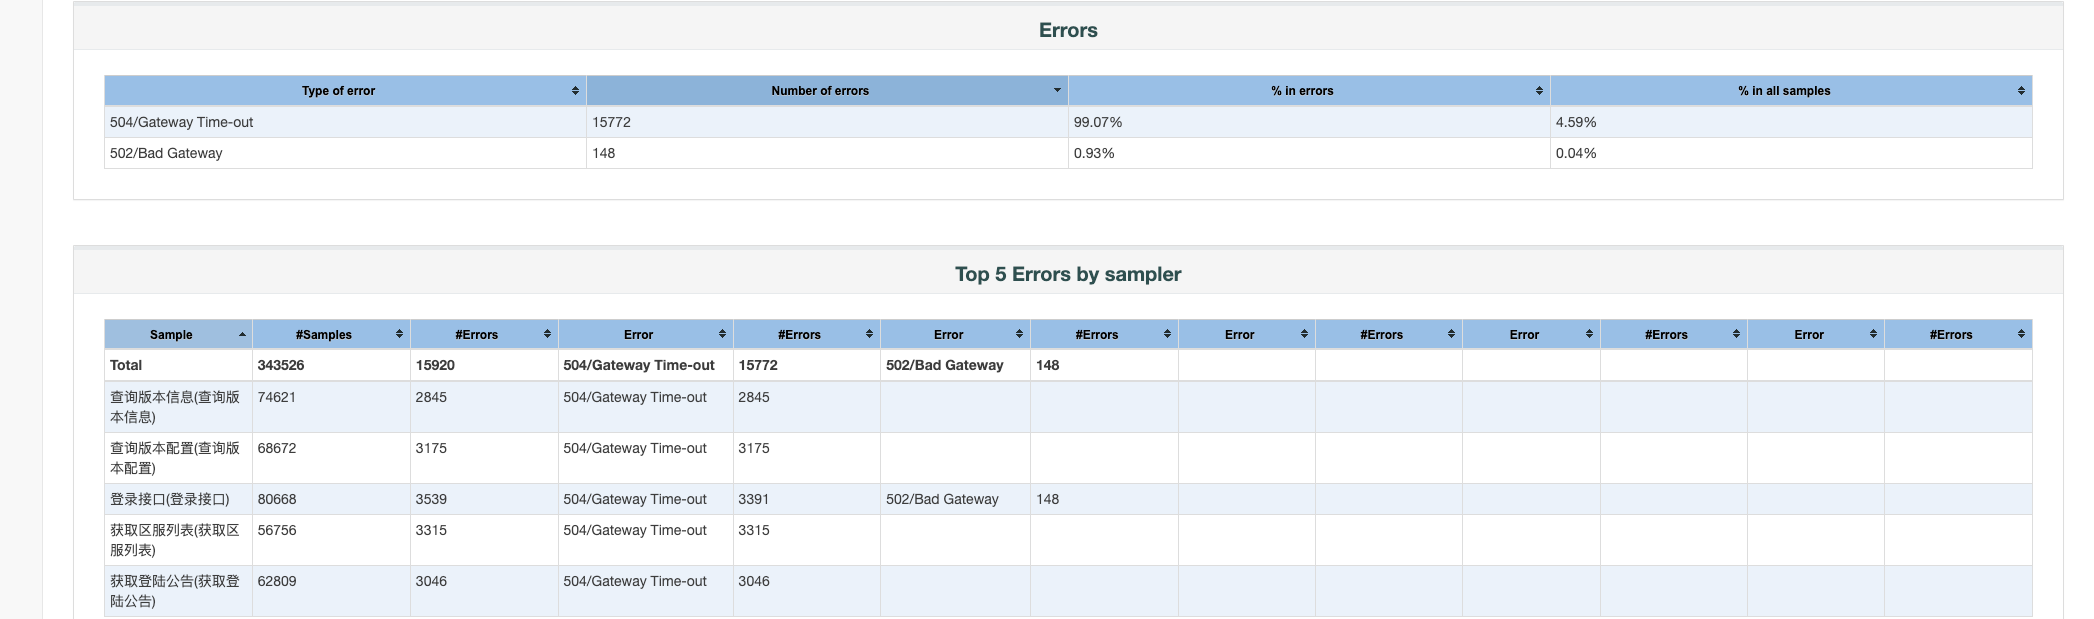 Errors
Type of error Number of errors % in errors % in all samples
504/Gateway Time-out 15772 99.07% 4.59%
502/Bad Gateway 148 0.93% 0.04%
Top 5 Errors by sampler
Sample #Samples #Errors Error #Errors Error #Errors Error #Errors Error #Errors Error #Errors
Total 343526 15920 504/Gateway Time-out 15772 502/Bad Gateway 148
查询版本信息(查询版 74621 2845 504/Gateway Time-out 2845
本信息)
查询版本配置(查询版 68672 3175 504/Gateway Time-out 3175
本配置)
登录接口(登录接口) 80668 3539 504/Gateway Time-out 3391 502/Bad Gateway 148
获取区服列表(获取区 56756 3315 504/Gateway Time-out 3315
服列表)
获取登陆公告(获取登 62809 3046 504/Gateway Time-out 3046
陆公告)